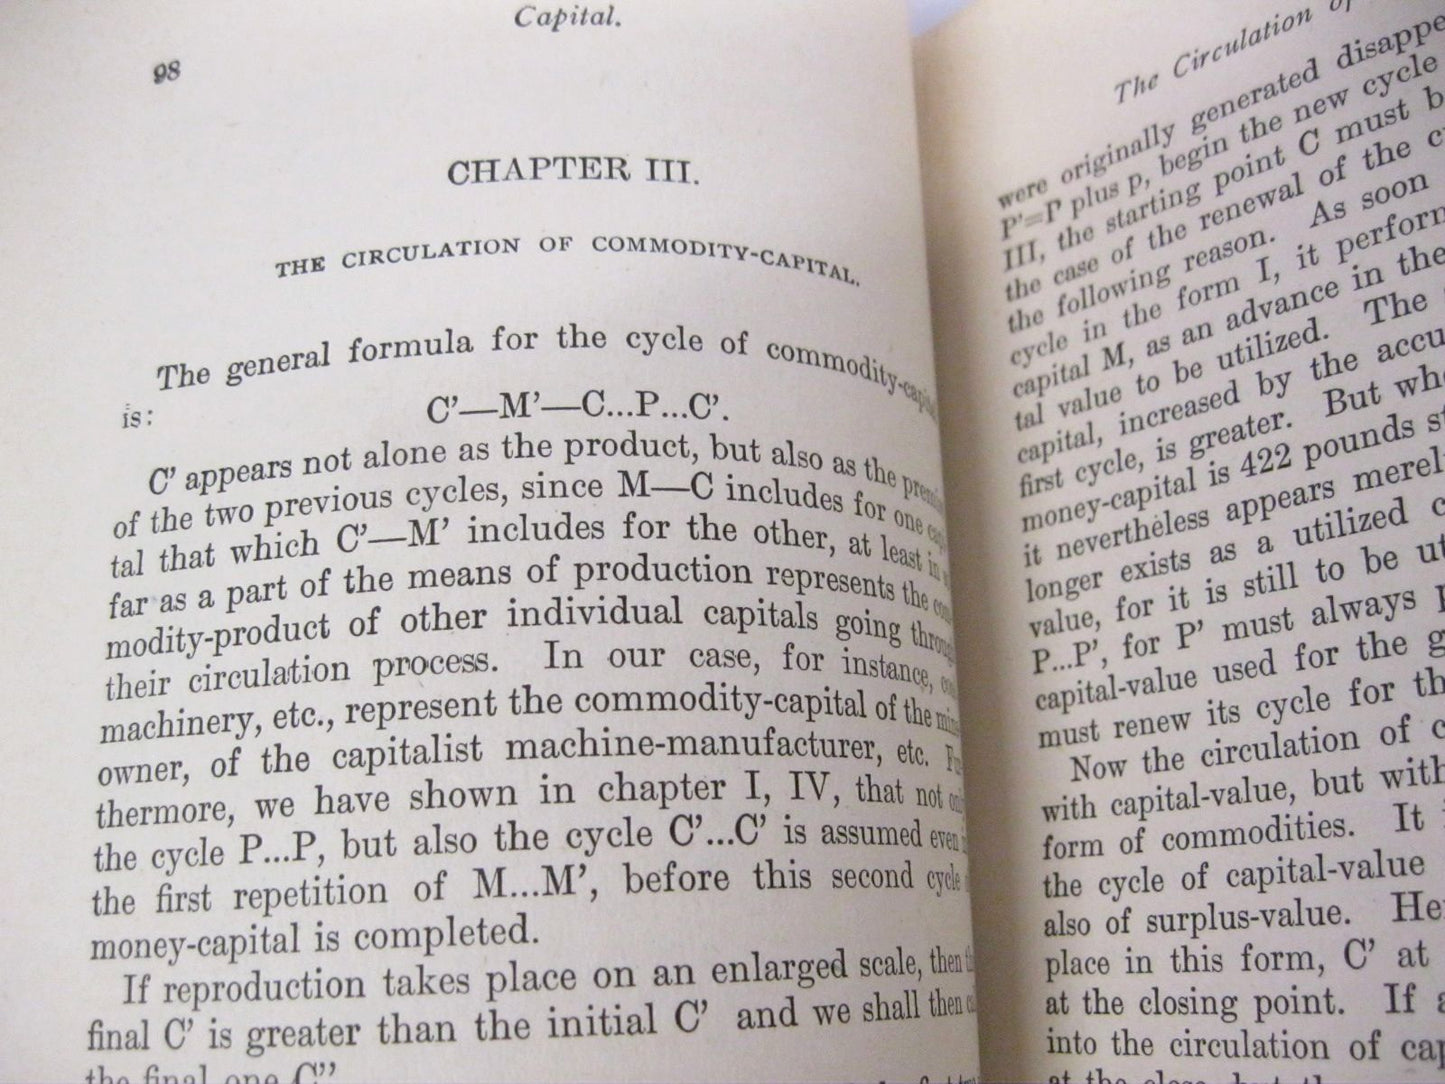 Capital.
98
CHAPTER III.
THE CIRCULATION OF COMMODITY-CAPITAL.
The general formula for the cycle of commodity-capital
is:
C'—M'—C...P...C'.
C' appears not alone as the product, but also as the
of the two previous cycles, since M—C includes for one
tal that which C'—M' includes for the other, at least in
far as a part of the means of production represents the
modity-product of other individual capitals going through
their circulation process. In our case, for instance,
machinery, etc., represent the commodity-capital of the
owner, of the capitalist machine-manufacturer, etc.
thermore, we have shown in chapter I, IV, that not
the cycle P...P, but also the cycle C'...C' is assumed even
the first repetition of M...M', before this second cycle
money-capital is completed.
If reproduction takes place on an enlarged scale, then
final C' is greater than the initial C' and we shall then
the final one C''
The Circulation
were originally generated
P'=P plus p, begin the new cycle
III, the starting point C must
the case of the renewal of the
the following reason. As soon
cycle in the form I, it
capital M, as an advance in the
tal value to be utilized. The
capital, increased by the
first cycle, is greater. But
money-capital is 422 pounds
it nevertheless appears
longer exists as a utilized
value, for it is still to be
P...P', for P' must always
capital-value used for the
must renew its cycle for
Now the circulation of
with capital-value, but
form of commodities. It
the cycle of capital-value
also of surplus-value.
place in this form, C' at
at the closing point. If
into the circulation of